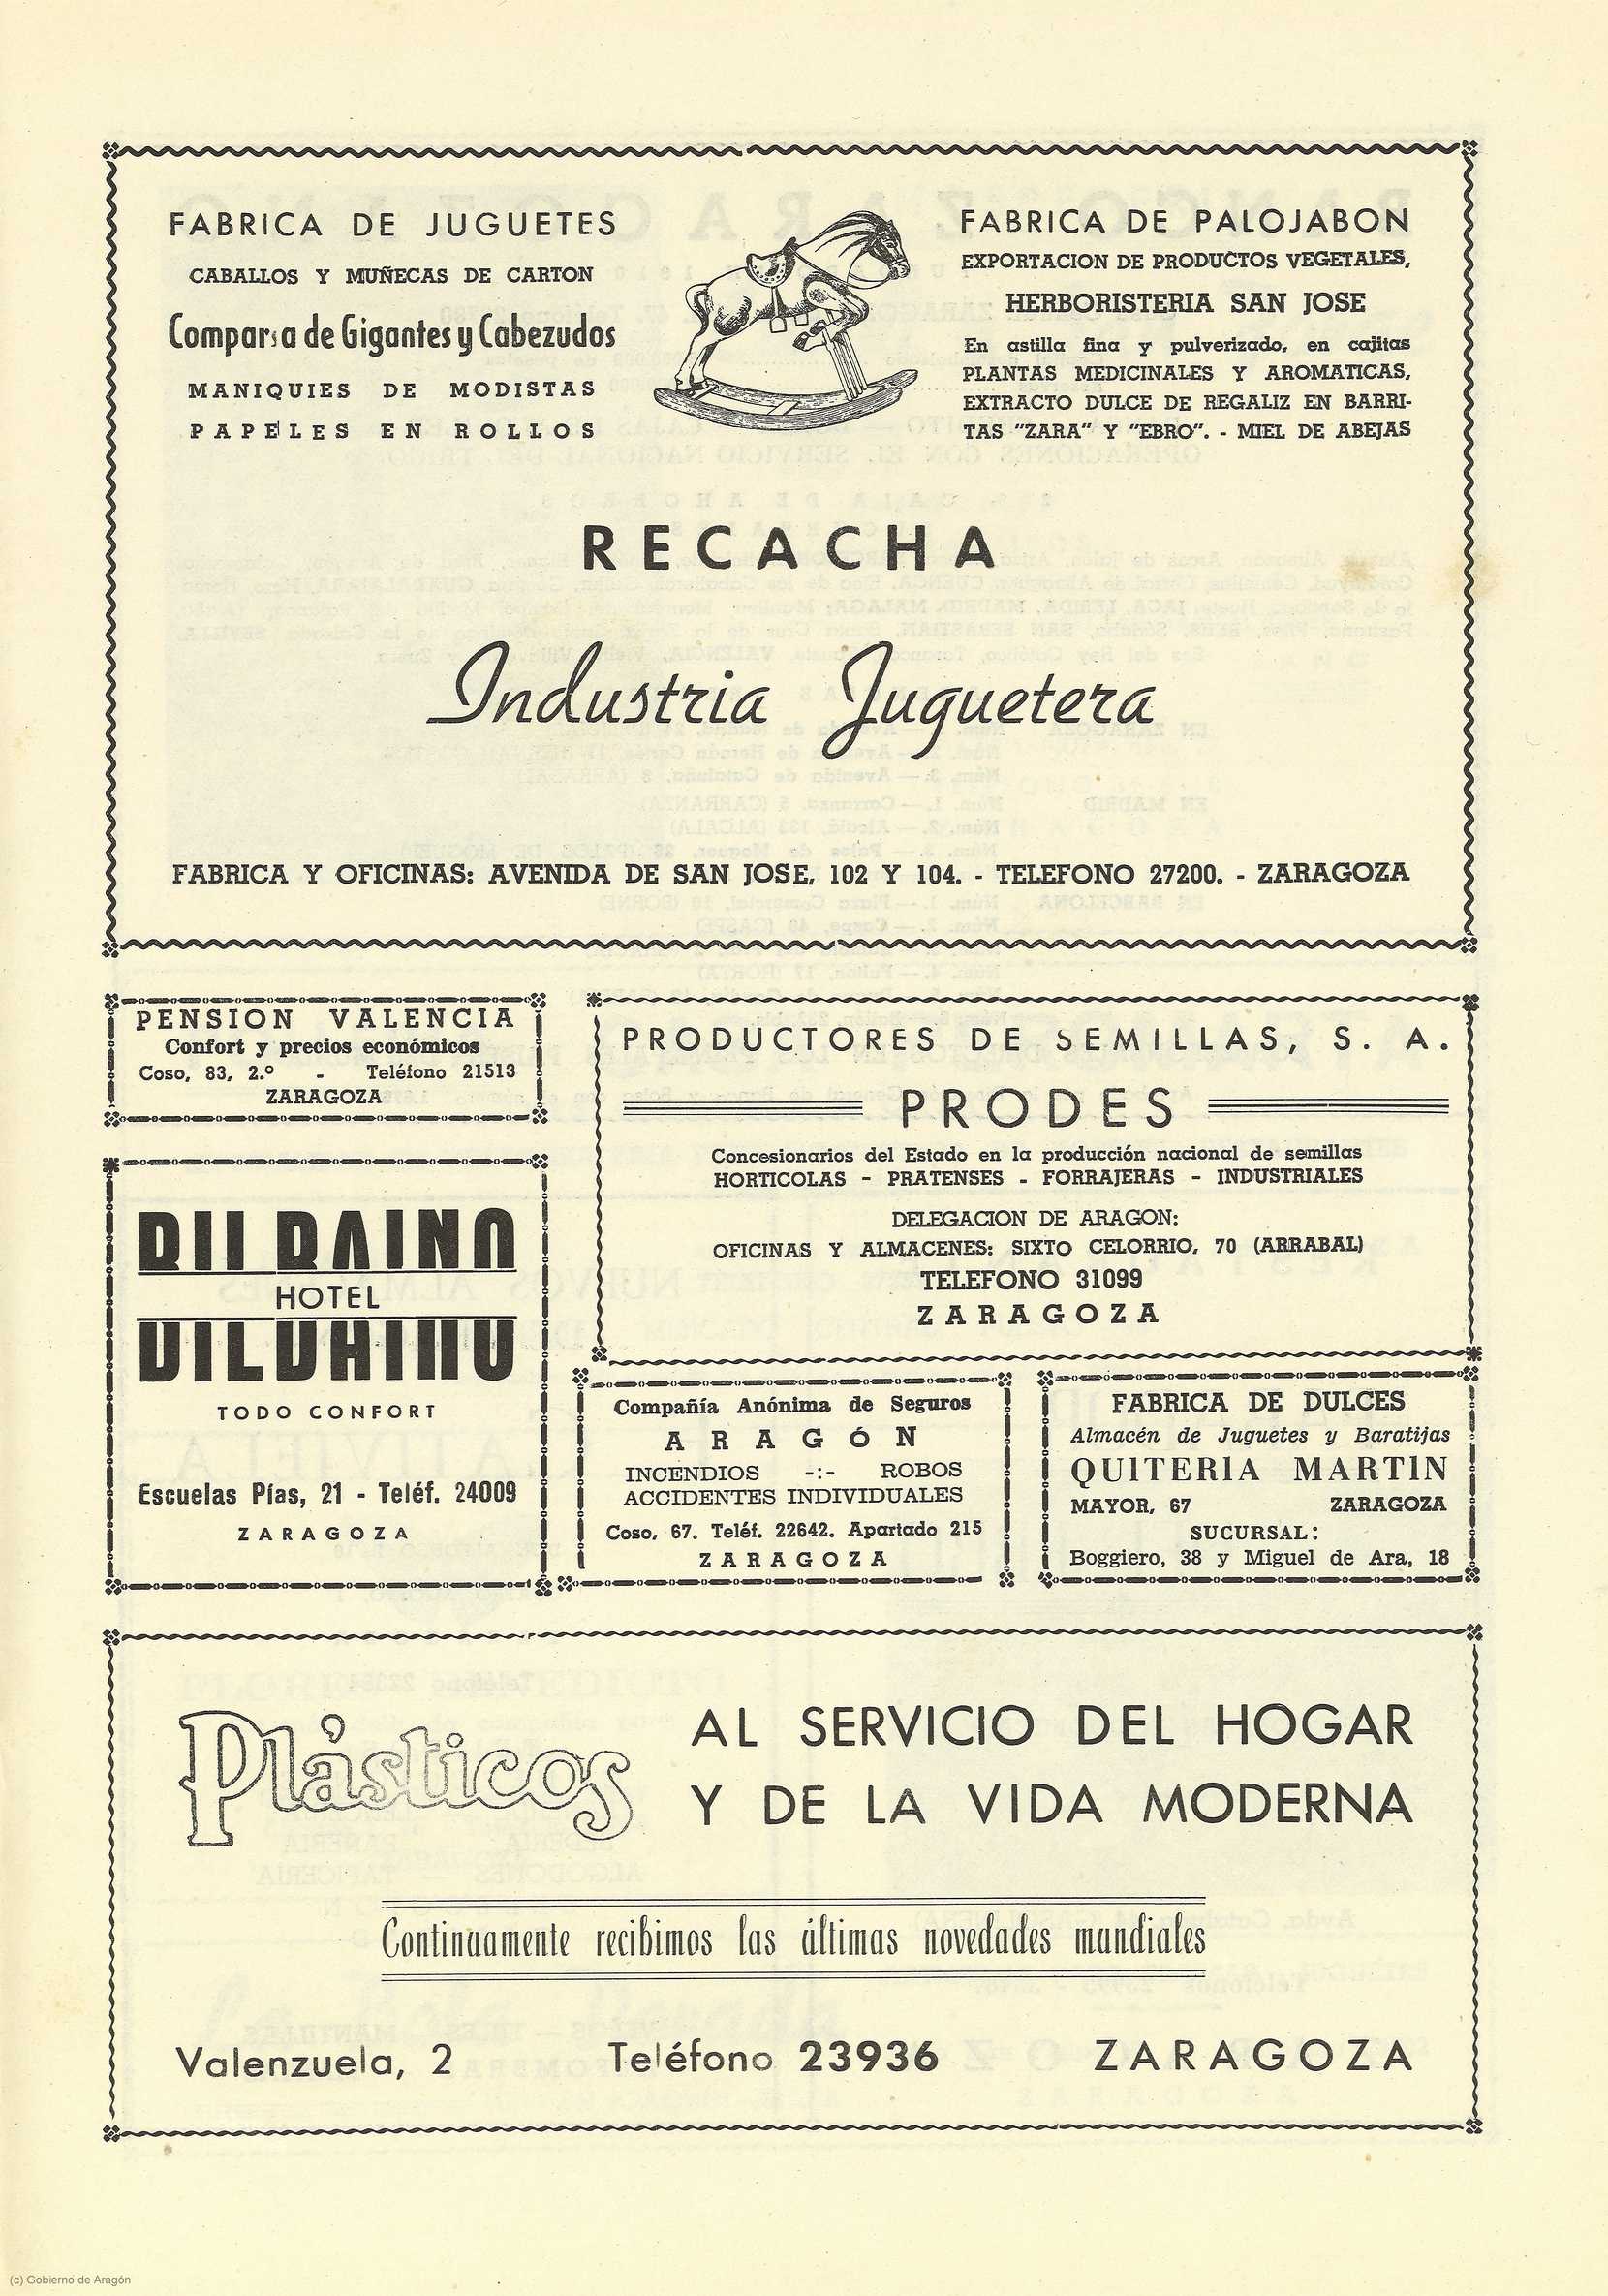 FABRICA DE JUGUETES
CABALLOS Y MUÑECAS DE CARTON
Comparsa de Gigantes y Cabezudos
MANIQUIES DE MODISTAS
PAPELES EN ROLLOS
FABRICA DE PALOJABON
EXPORTACION DE PRODUCTOS VEGETALES,
HERBORISTERIA SAN JOSE
En astilla fina y pulverizado, en cajitas
PLANTAS MEDICINALES Y AROMATICAS,
EXTRACTO DULCE DE REGALIZ EN BARRI-
TAS "ZARA" Y "EBRO". - MIEL DE ABEJAS
RECACHA
Industria Juguetera
FABRICA Y OFICINAS: AVENIDA DE SAN JOSE, 102 Y 104. - TELEFONO 27200. - ZARAGOZA
PENSION VALENCIA
Confort y precios económicos
Coso, 83, 2.º - Teléfono 21513
ZARAGOZA
BILBAINO
HOTEL
TODO CONFORT
Escuelas Pías, 21 - Teléf. 24009
ZARAGOZA
PRODUCTORES DE SEMILLAS, S. A.
PRODES
Concesionarios del Estado en la producción nacional de semillas
HORTICOLAS - PRATENSES - FORRAJERAS - INDUSTRIALES
DELEGACION DE ARAGON:
OFICINAS Y ALMACENES: SIXTO CELORRIO, 70 (ARRABAL)
TELEFONO 31099
ZARAGOZA
Compañía Anónima de Seguros
ARAGÓN
INCENDIOS -:- ROBOS
ACCIDENTES INDIVIDUALES
Coso, 67. Teléf. 22642. Apartado 215
ZARAGOZA
FABRICA DE DULCES
Almacén de Juguetes y Baratijas
QUITERIA MARTIN
MAYOR, 67 ZARAGOZA
SUCURSAL:
Boggiero, 38 y Miguel de Ara, 18
Plásticos
AL SERVICIO DEL HOGAR
Y DE LA VIDA MODERNA
Continuamente recibimos las últimas novedades mundiales
Valenzuela, 2 Teléfono 23936 ZARAGOZA
(c) Gobierno de Aragón